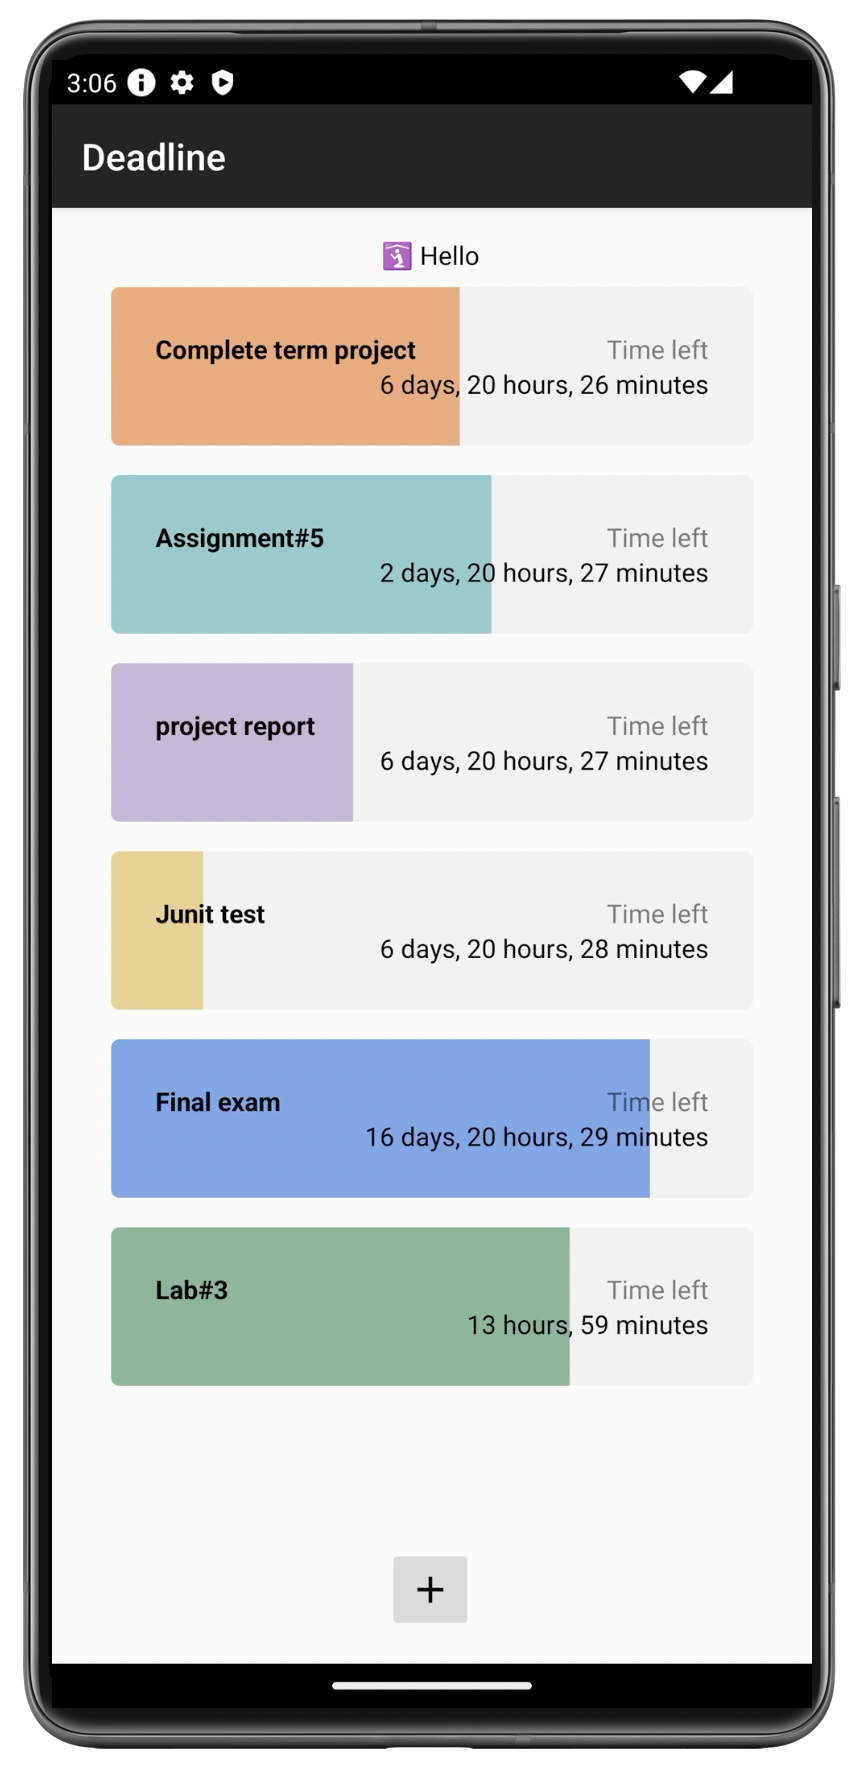 3:06
Deadline
🛐 Hello
Complete term project
Time left
6 days, 20 hours, 26 minutes
Assignment#5
Time left
2 days, 20 hours, 27 minutes
project report
Time left
6 days, 20 hours, 27 minutes
Junit test
Time left
6 days, 20 hours, 28 minutes
Final exam
Time left
16 days, 20 hours, 29 minutes
Lab#3
Time left
13 hours, 59 minutes
+